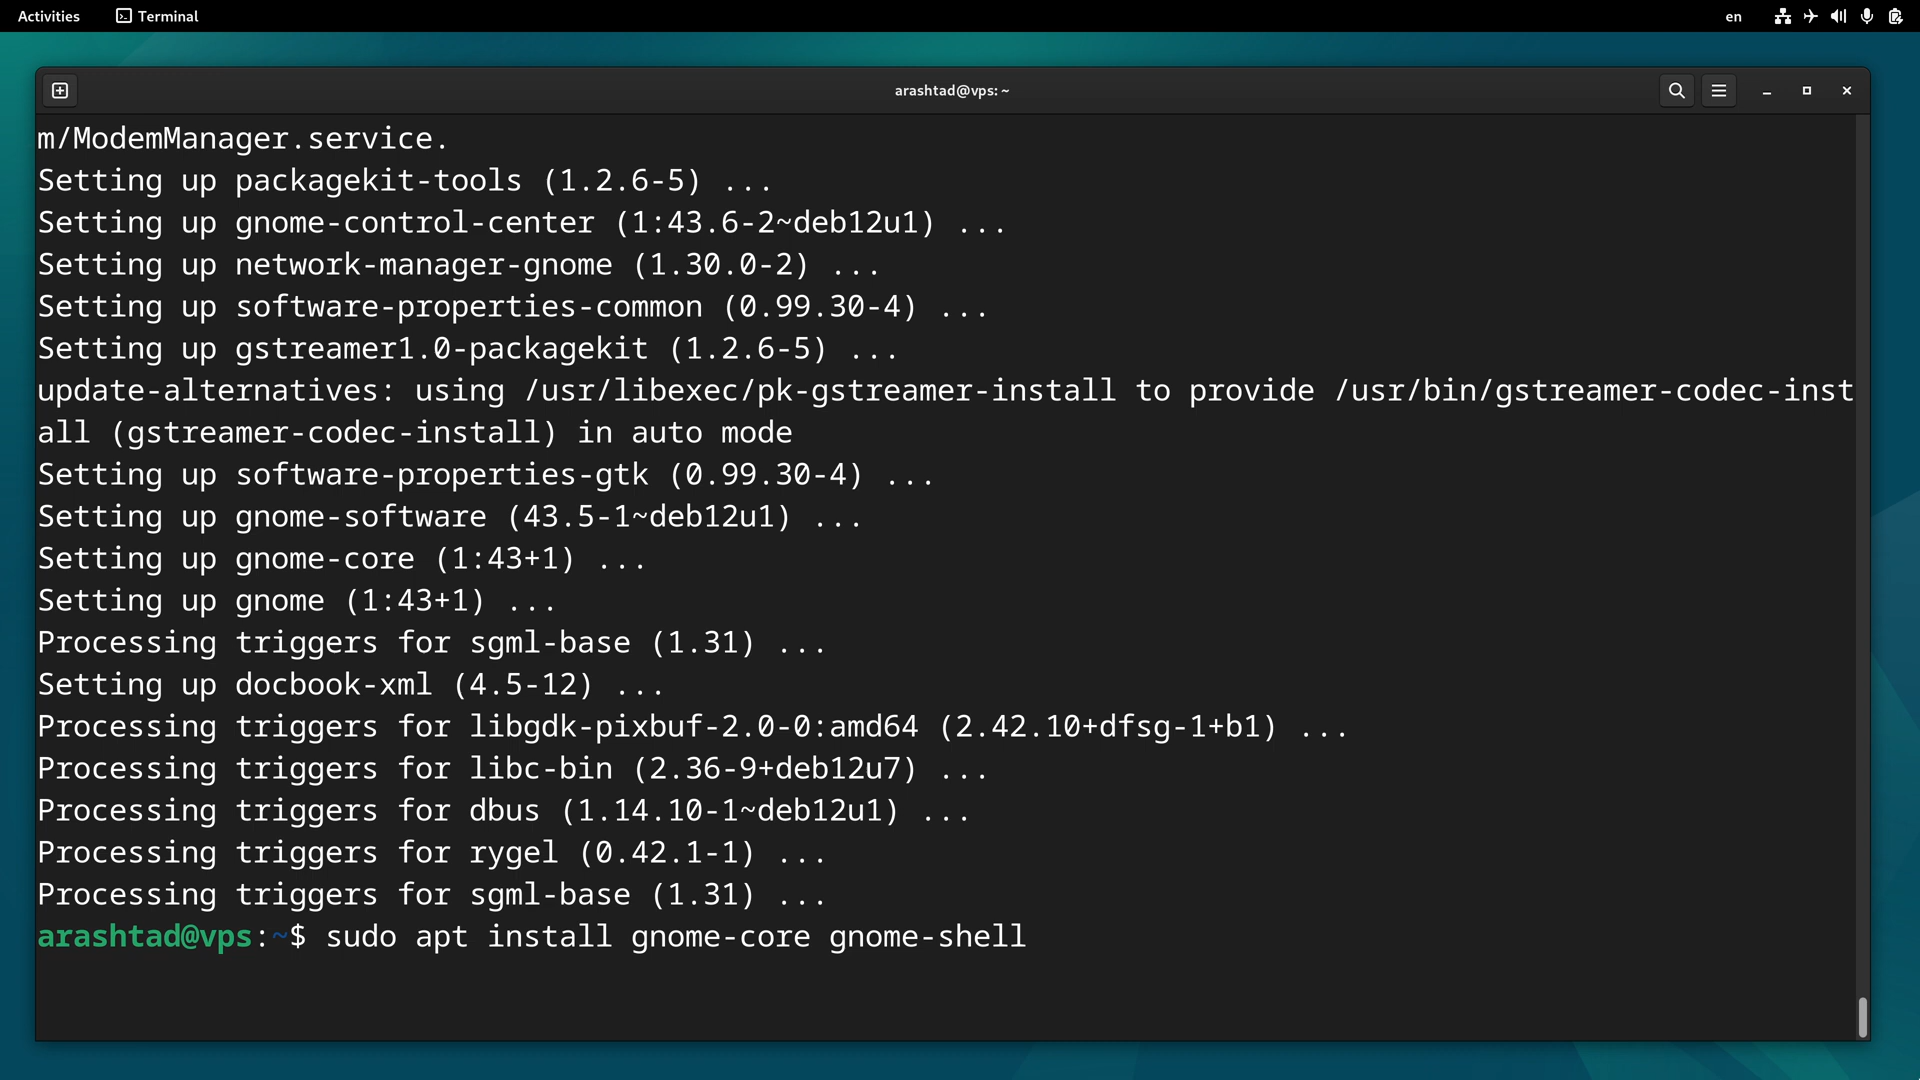 Activities Terminal en
arashtad@vps: ~
m/ModemManager.service.
Setting up packagekit-tools (1.2.6-5) ...
Setting up gnome-control-center (1:43.6-2~deb12u1) ...
Setting up network-manager-gnome (1.30.0-2) ...
Setting up software-properties-common (0.99.30-4) ...
Setting up gstreamer1.0-packagekit (1.2.6-5) ...
update-alternatives: using /usr/libexec/pk-gstreamer-install to provide /usr/bin/gstreamer-codec-inst
all (gstreamer-codec-install) in auto mode
Setting up software-properties-gtk (0.99.30-4) ...
Setting up gnome-software (43.5-1~deb12u1) ...
Setting up gnome-core (1:43+1) ...
Setting up gnome (1:43+1) ...
Processing triggers for sgml-base (1.31) ...
Setting up docbook-xml (4.5-12) ...
Processing triggers for libgdk-pixbuf-2.0-0:amd64 (2.42.10+dfsg-1+b1) ...
Processing triggers for libc-bin (2.36-9+deb12u7) ...
Processing triggers for dbus (1.14.10-1~deb12u1) ...
Processing triggers for rygel (0.42.1-1) ...
Processing triggers for sgml-base (1.31) ...
arashtad@vps:~$ sudo apt install gnome-core gnome-shell